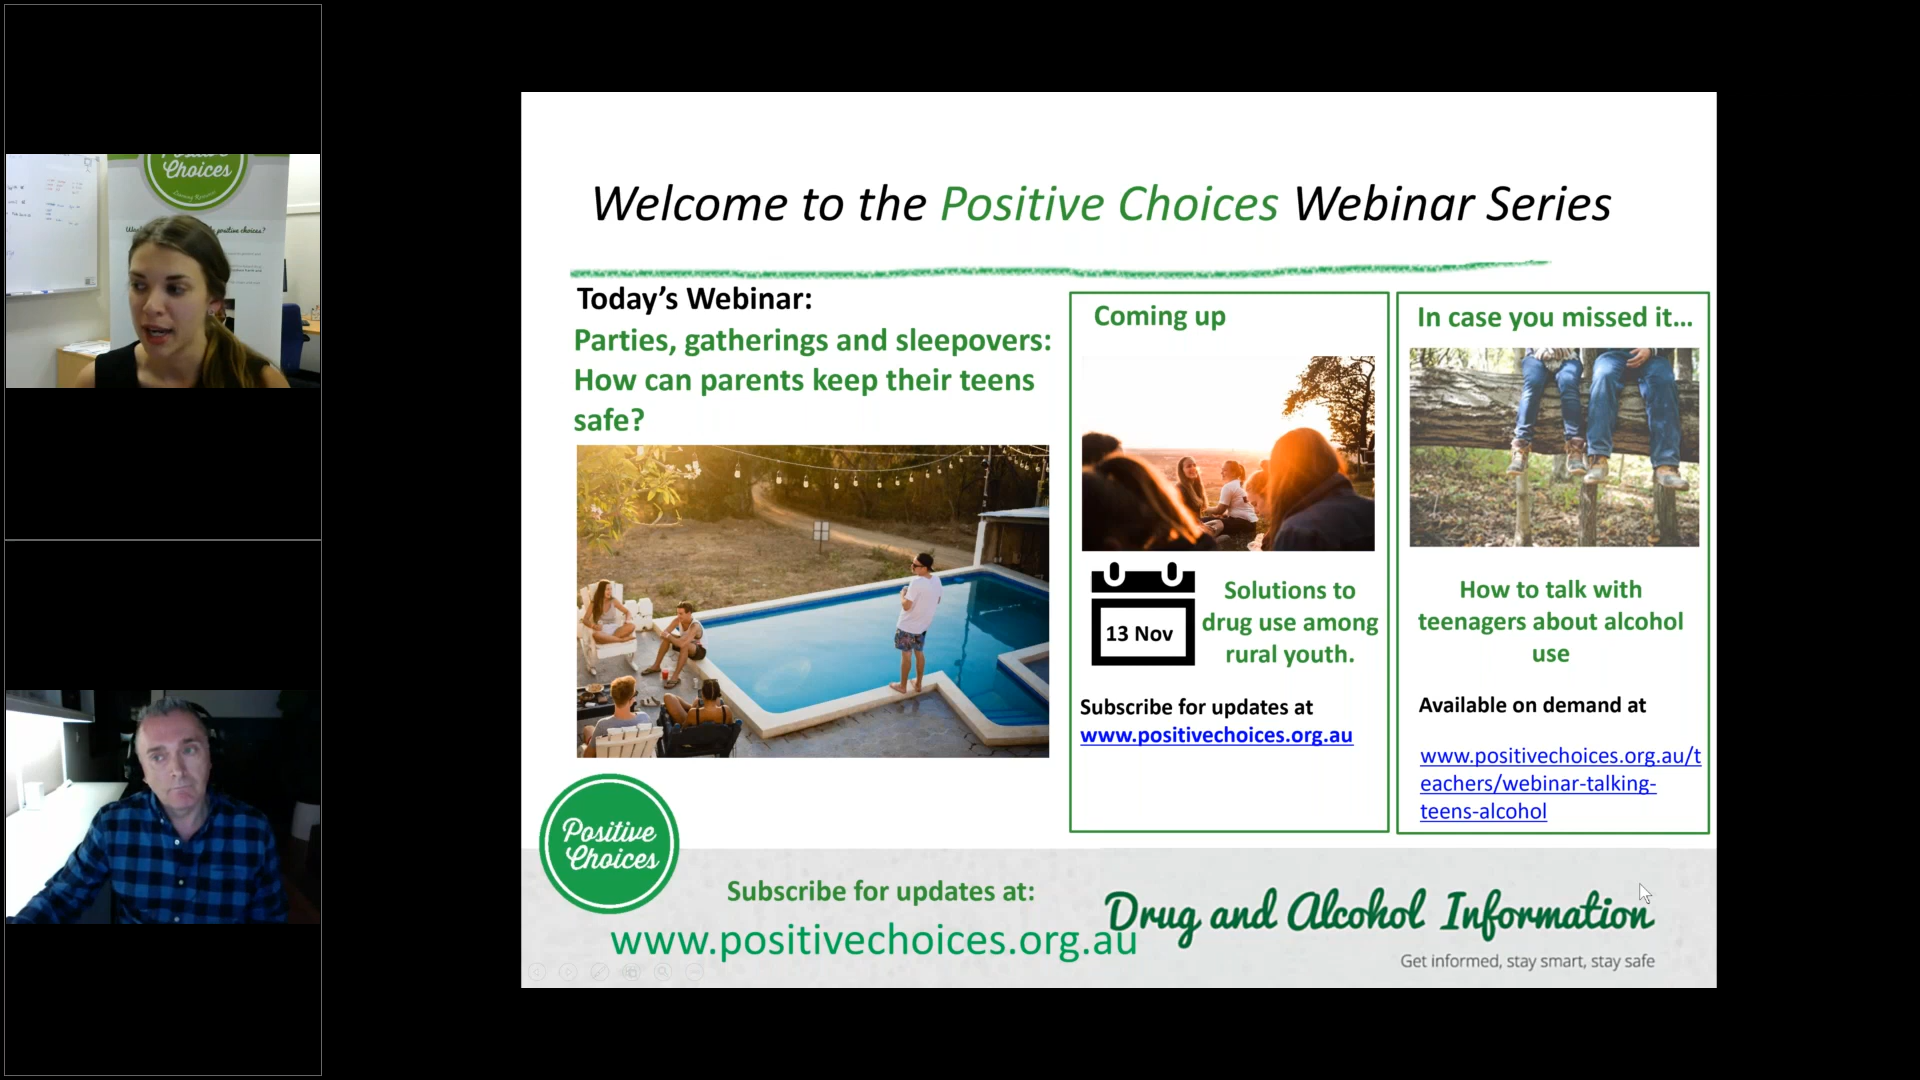 Choices
Welcome to the Positive Choices Webinar Series
Today's Webinar:
Parties, gatherings and sleepovers:
How can parents keep their teens
safe?
Coming up
13 Nov
Solutions to
drug use among
rural youth.
Subscribe for updates at
www.positivechoices.org.au
In case you missed it...
How to talk with
teenagers about alcohol
use
Available on demand at
www.positivechoices.org.au/t
eachers/webinar-talking-
teens-alcohol
Positive
Choices
Subscribe for updates at:
www.positivechoices.org.au
Drug and Alcohol Information
Get informed, stay smart, stay safe